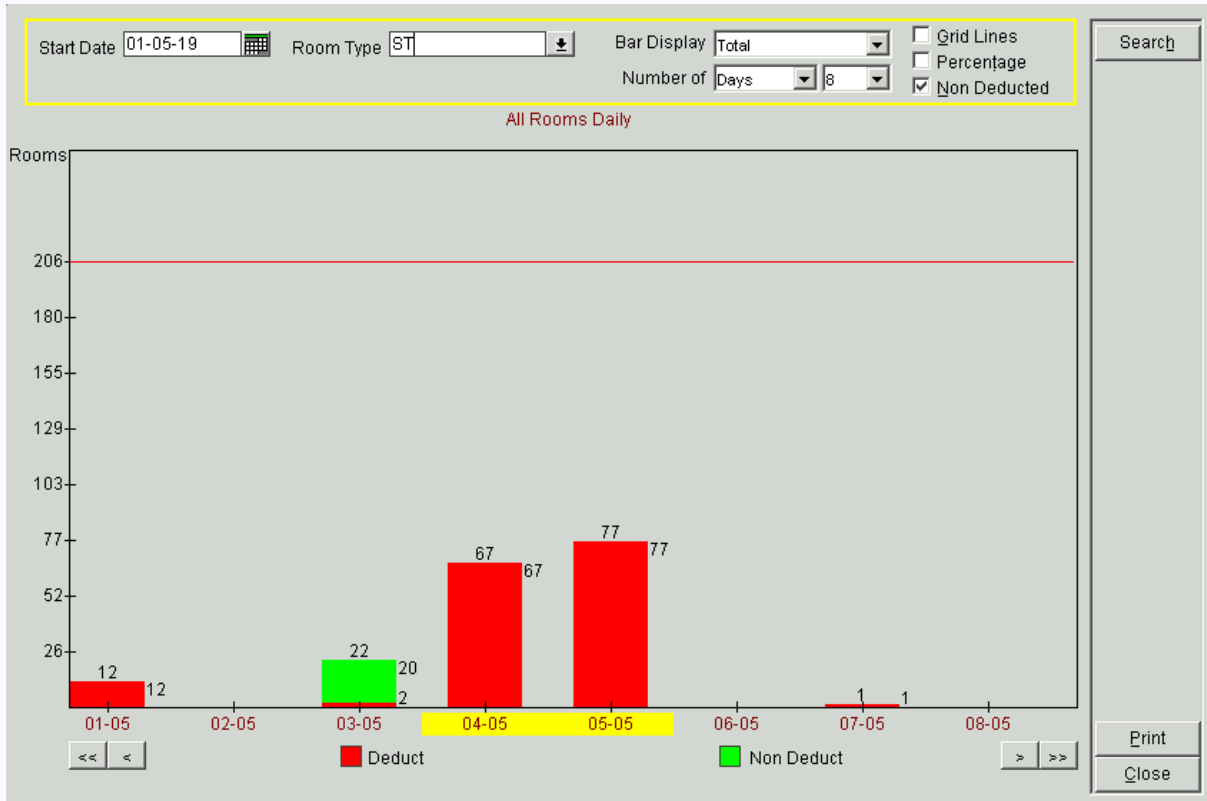 Start Date 01-05-19 Room Type ST Bar Display Total Grid Lines Search
Percentage
Number of Days 8 Non Deducted
All Rooms Daily
Rooms
206
180
155
129
103
77
52
26
12
12
22
20
2
67
67
77
77
1
1
01-05 02-05 03-05 04-05 05-05 06-05 07-05 08-05
<< < Deduct Non Deduct > >>
Print
Close